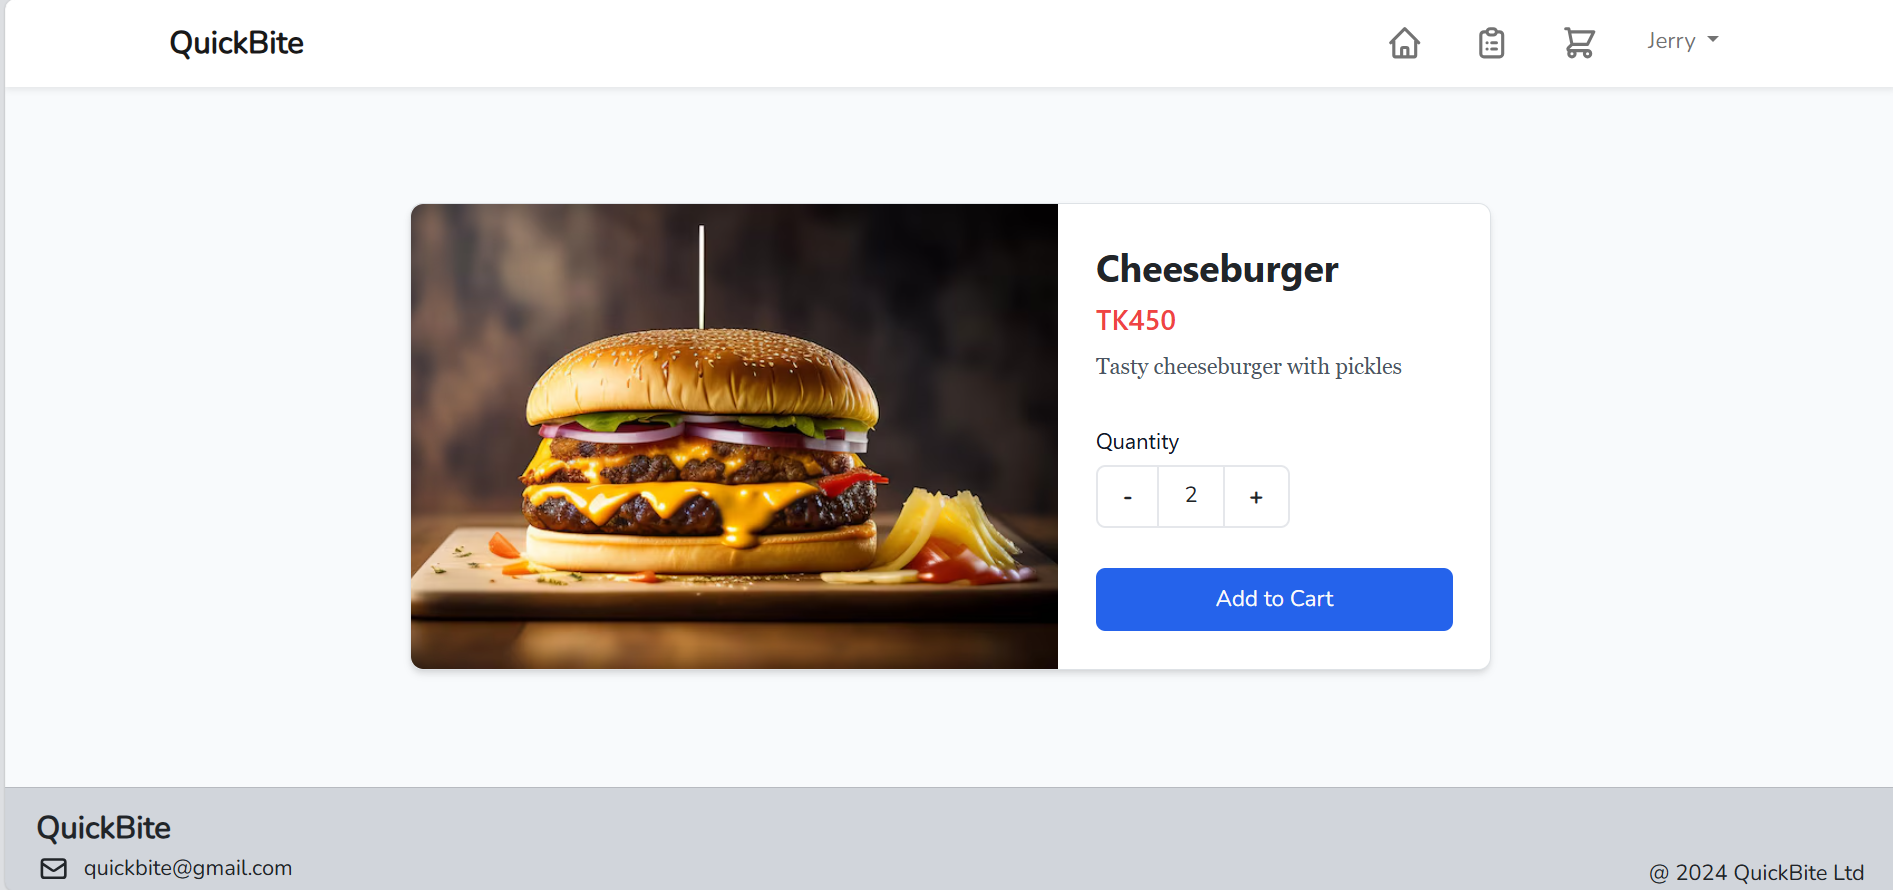 QuickBite
Jerry
Cheeseburger
TK450
Tasty cheeseburger with pickles
Quantity
- 2 +
Add to Cart
QuickBite
quickbite@gmail.com
@ 2024 QuickBite Ltd